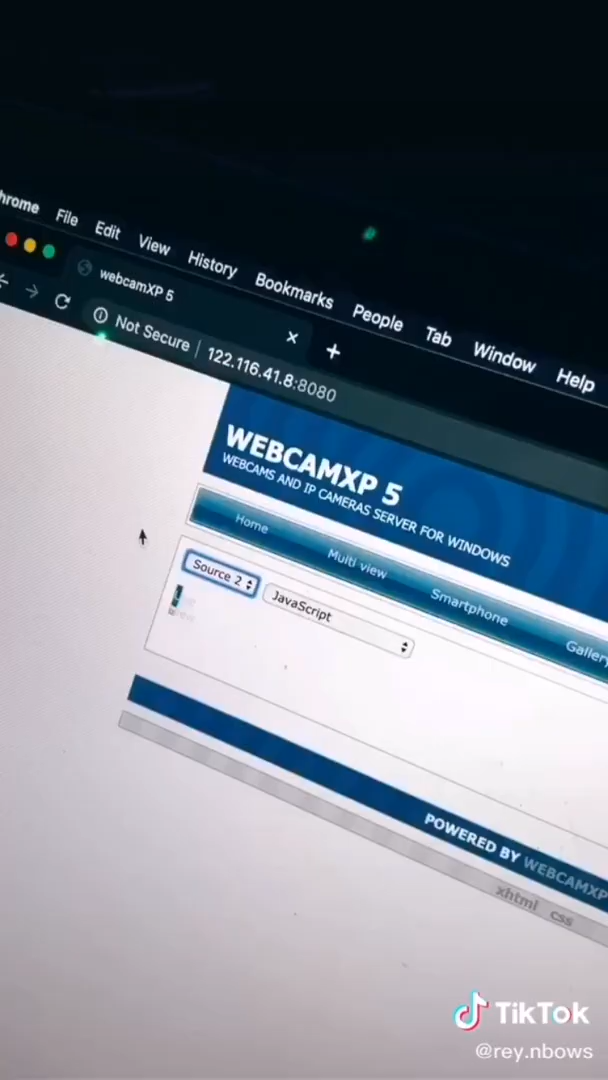 Chrome File Edit View History Bookmarks People Tab Window Help
webcamXP 5
Not Secure | 122.116.41.8:8080
WEBCAMXP 5
WEBCAMS AND IP CAMERAS SERVER FOR WINDOWS
Home Multi view Smartphone Gallery
Source 2 JavaScript
POWERED BY WEBCAMXP
xhtml css
TikTok
@rey.nbows